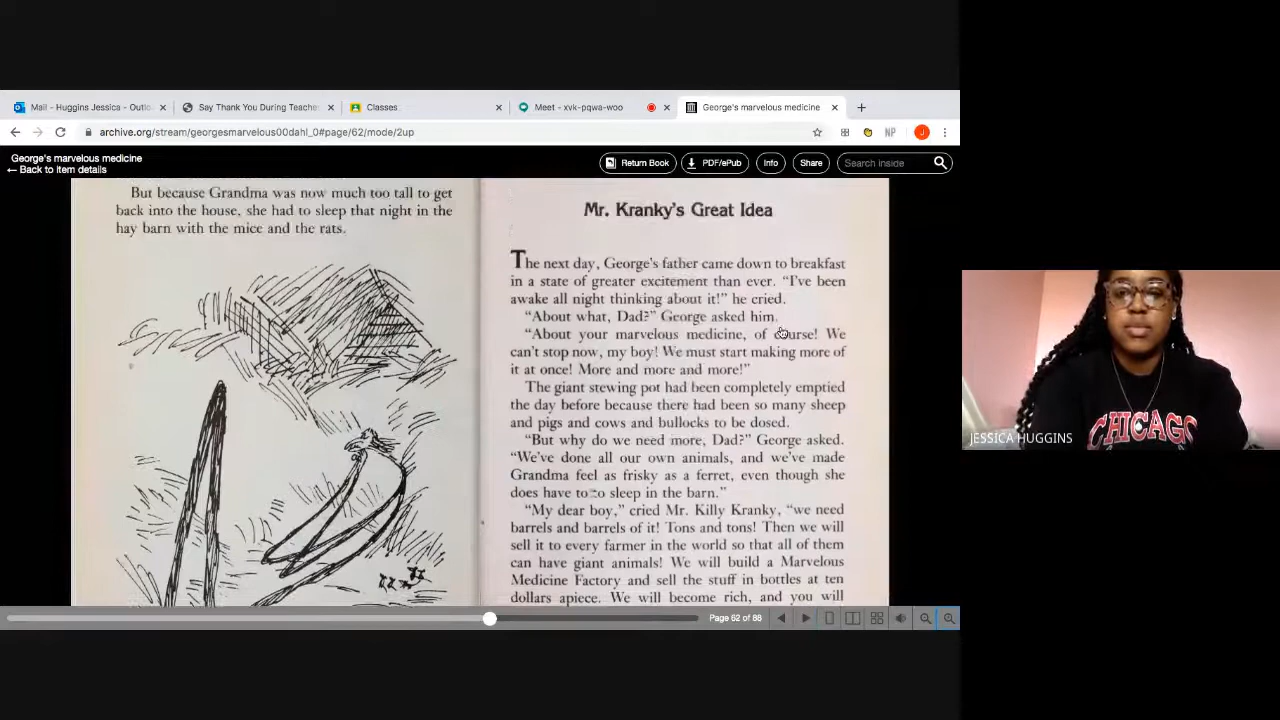 Mail - Huggins Jessica - Outlo
Say Thank You During Teache
Classes
Meet - xvk-pqwa-woo
George's marvelous medicine
archive.org/stream/georgesmarvelous00dahl_0#page/62/mode/2up
NP
J
George's marvelous medicine
← Back to item details
Return Book
PDF/ePub
Info
Share
Search inside
But because Grandma was now much too tall to get
back into the house, she had to sleep that night in the
hay barn with the mice and the rats.
Mr. Kranky's Great Idea
The next day, George's father came down to breakfast
in a state of greater excitement than ever. "I've been
awake all night thinking about it!" he cried.
"About what, Dad?" George asked him.
"About your marvelous medicine, of course! We
can't stop now, my boy! We must start making more of
it at once! More and more and more!"
The giant stewing pot had been completely emptied
the day before because there had been so many sheep
and pigs and cows and bullocks to be dosed.
"But why do we need more, Dad?" George asked.
"We've done all our own animals, and we've made
Grandma feel as frisky as a ferret, even though she
does have to sleep in the barn."
"My dear boy," cried Mr. Killy Kranky, "we need
barrels and barrels of it! Tons and tons! Then we will
sell it to every farmer in the world so that all of them
can have giant animals! We will build a Marvelous
Medicine Factory and sell the stuff in bottles at ten
dollars apiece. We will become rich, and you will
Page 62 of 88
JESSICA HUGGINS
CHICAGO